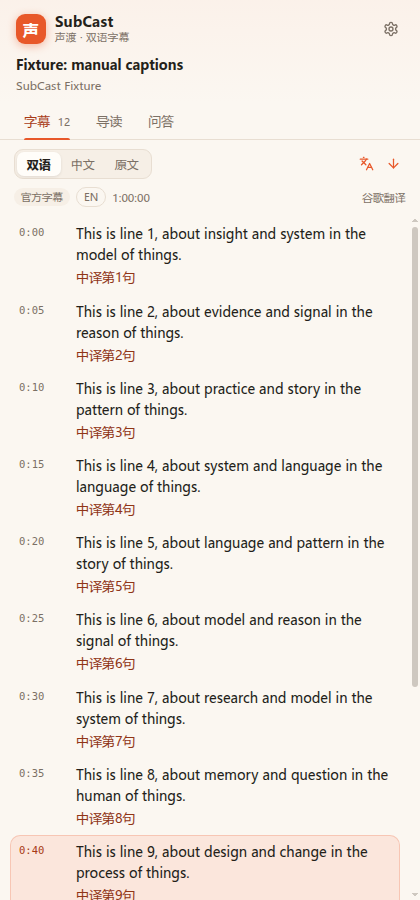 声
SubCast
声渡 · 双语字幕
Fixture: manual captions
SubCast Fixture
字幕 12 导读 问答
双语 中文 原文
官方字幕 EN 1:00:00 谷歌翻译
0:00 This is line 1, about insight and system in the
model of things.
中译第1句
0:05 This is line 2, about evidence and signal in the
reason of things.
中译第2句
0:10 This is line 3, about practice and story in the
pattern of things.
中译第3句
0:15 This is line 4, about system and language in the
language of things.
中译第4句
0:20 This is line 5, about language and pattern in the
story of things.
中译第5句
0:25 This is line 6, about model and reason in the
signal of things.
中译第6句
0:30 This is line 7, about research and model in the
system of things.
中译第7句
0:35 This is line 8, about memory and question in the
human of things.
中译第8句
0:40 This is line 9, about design and change in the
process of things.
中译第9句